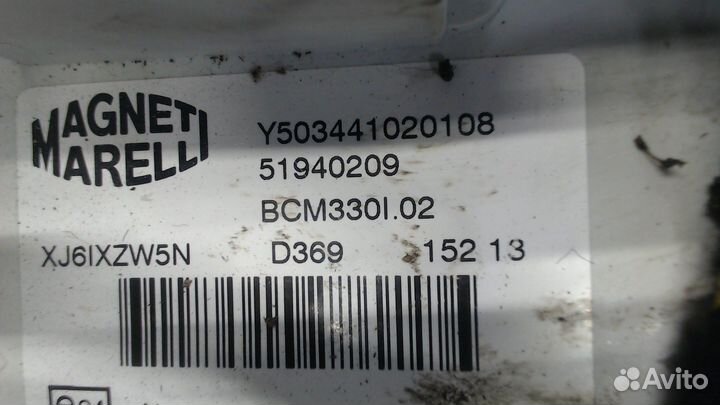 MAGNETI
MARELLI
Y503441020108
51940209
BCM330I.02
XJ6IXZW5N D369 152 13
Avito